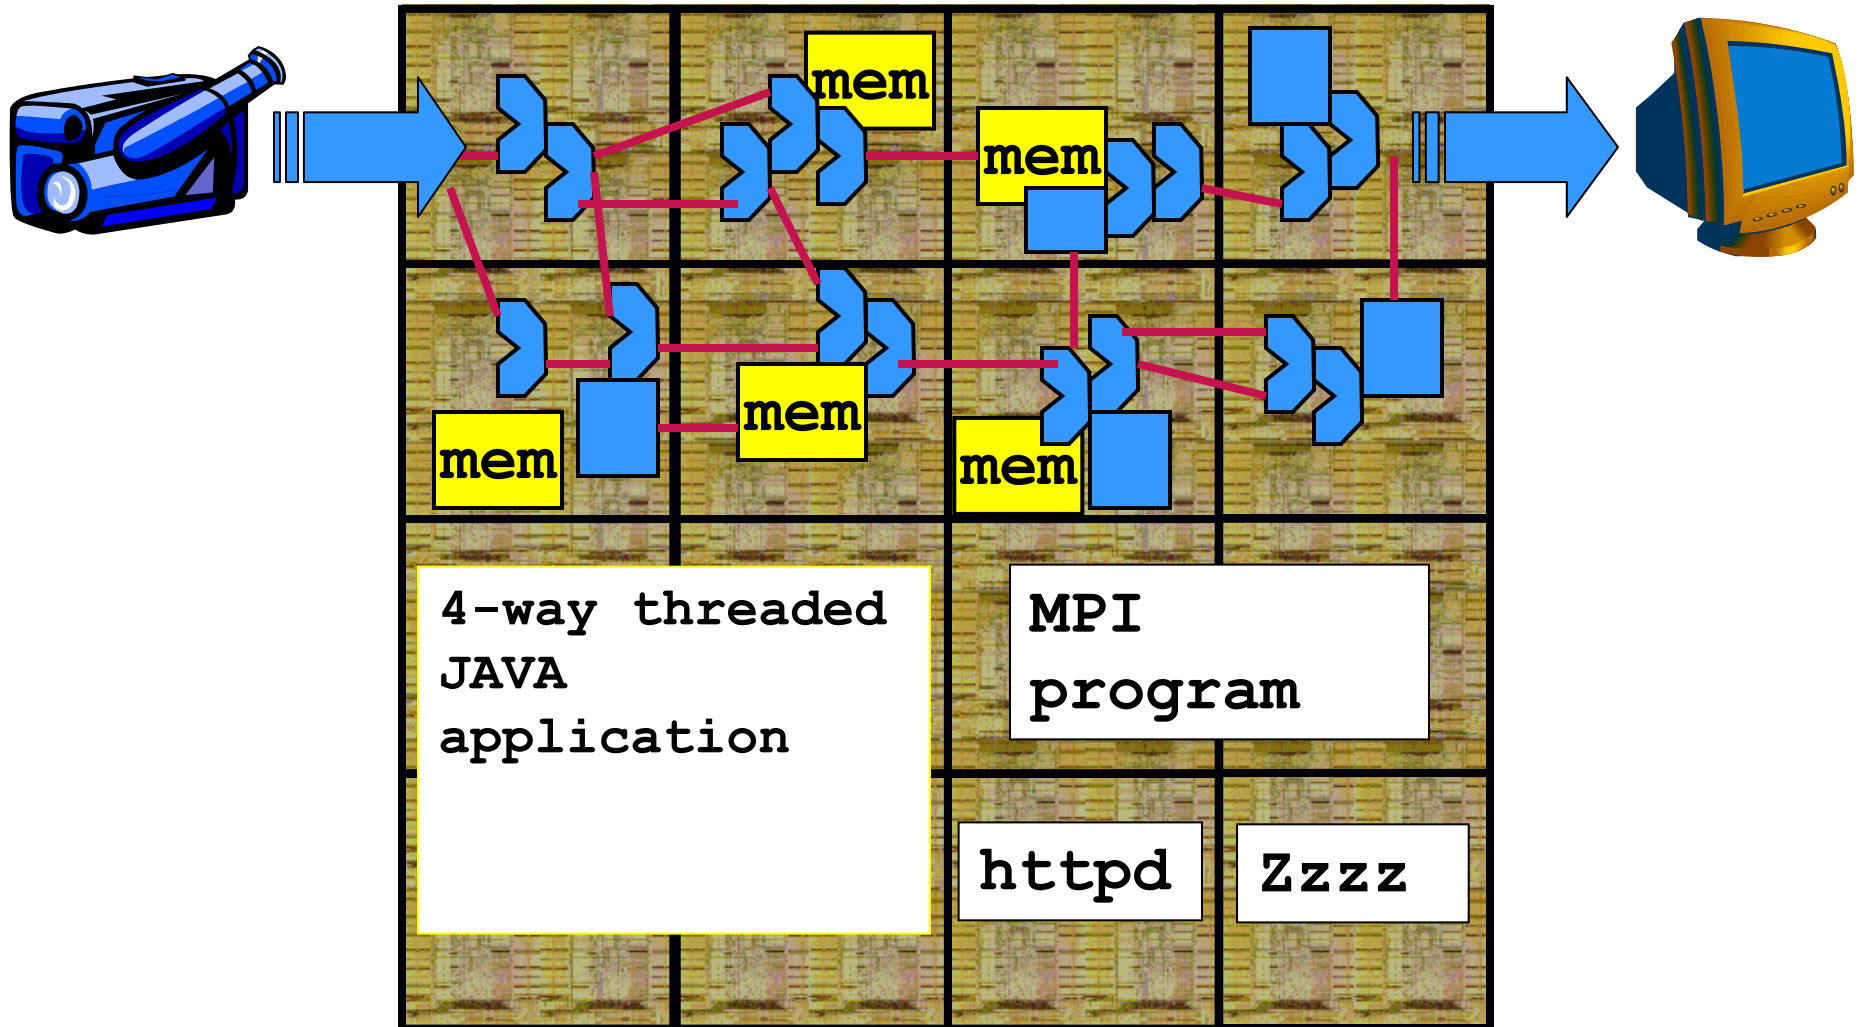 mem
mem
mem
mem
mem
4-way threaded
JAVA
application
MPI
program
httpd
Zzzz